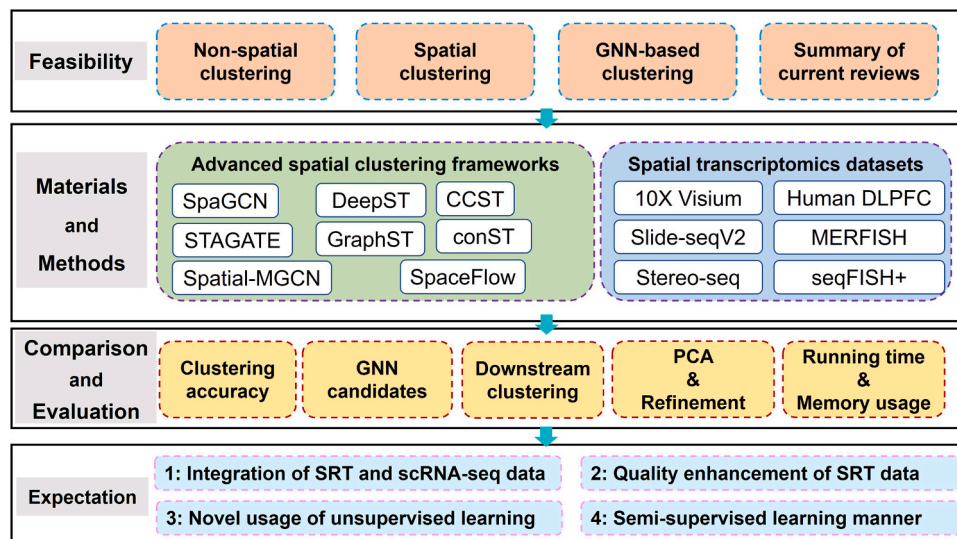 Feasibility
Non-spatial
clustering
Spatial
clustering
GNN-based
clustering
Summary of
current reviews
Materials
and
Methods
Advanced spatial clustering frameworks
SpaGCN
DeepST
CCST
STAGATE
GraphST
conST
Spatial-MGCN
SpaceFlow
Spatial transcriptomics datasets
10X Visium
Human DLPFC
Slide-seqV2
MERFISH
Stereo-seq
seqFISH+
Comparison
and
Evaluation
Clustering
accuracy
GNN
candidates
Downstream
clustering
PCA
&
Refinement
Running time
&
Memory usage
Expectation
1: Integration of SRT and scRNA-seq data
2: Quality enhancement of SRT data
3: Novel usage of unsupervised learning
4: Semi-supervised learning manner